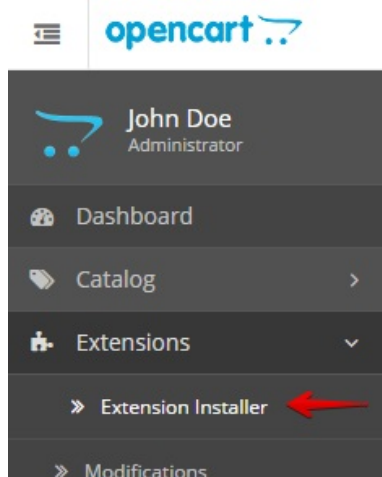 opencart
John Doe
Administrator
Dashboard
Catalog
Extensions
Extension Installer
Modifications